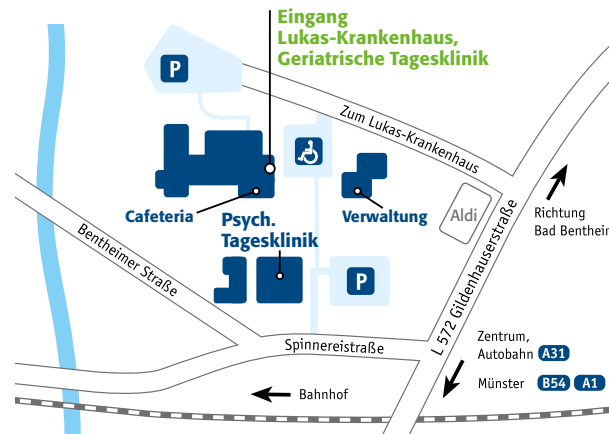 Eingang
Lukas-Krankenhaus,
Geriatrische Tagesklinik
P
Zum Lukas-Krankenhaus
Cafeteria
Psych.
Tagesklinik
Verwaltung
Aldi
Richtung
Bad Bentheim
Bentheimer Straße
P
L 572 Gildenhauserstraße
Spinnereistraße
Zentrum,
Autobahn A31
Münster B54 A1
Bahnhof